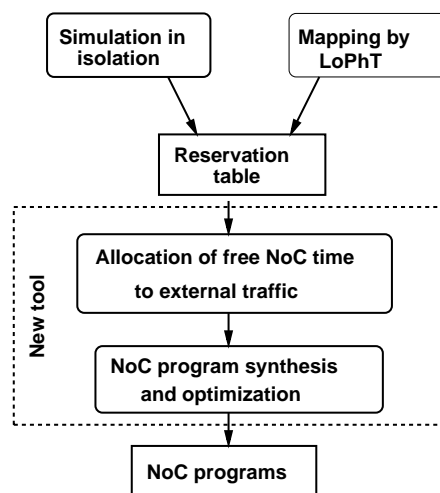 Simulation in
isolation
Mapping by
LoPhT
Reservation
table
New tool
Allocation of free NoC time
to external traffic
NoC program synthesis
and optimization
NoC programs